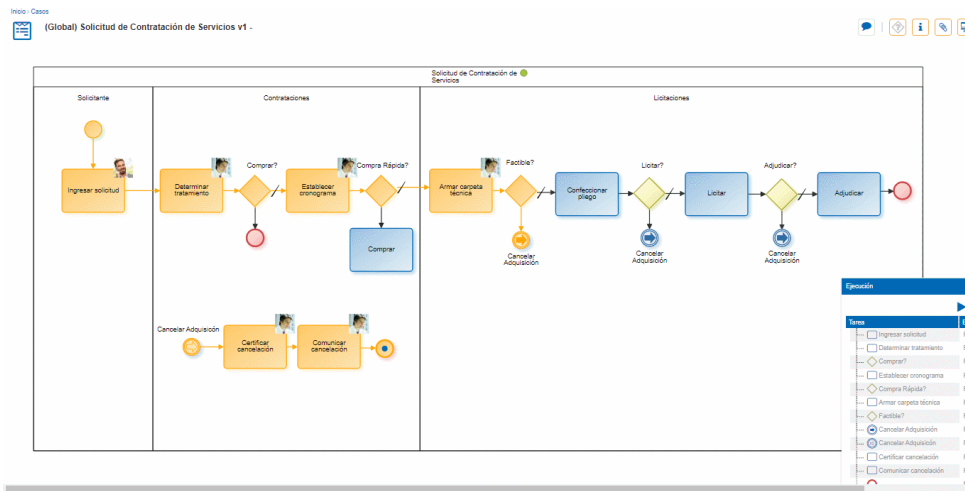 Inicio › Casos
(Global) Solicitud de Contratación de Servicios v1 -
Solicitud de Contratación de
Servicios
Solicitante
Contrataciones
Licitaciones
Ingresar solicitud
Determinar
tratamiento
Comprar?
Establecer
cronograma
Compra Rápida?
Comprar
Armar carpeta
técnica
Factible?
Cancelar
Adquisición
Confeccionar
pliego
Licitar?
Cancelar
Adquisición
Licitar
Adjudicar?
Cancelar
Adquisición
Adjudicar
Cancelar Adquisicón
Certificar
cancelación
Comunicar
cancelación
Ejecución
Tarea
Ingresar solicitud
Determinar tratamiento
Comprar?
Establecer cronograma
Compra Rápida?
Armar carpeta técnica
Factible?
Cancelar Adquisición
Cancelar Adquisicón
Certificar cancelación
Comunicar cancelación